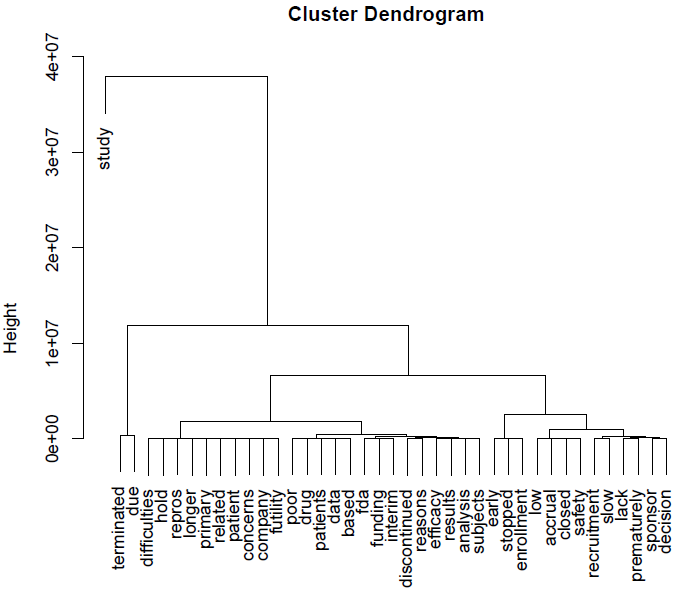 Cluster Dendrogram
Height
4e+07
3e+07
2e+07
1e+07
0e+00
study
terminated
due
difficulties
hold
repros
longer
primary
related
patient
concerns
company
futility
poor
drug
patients
data
based
fda
funding
interim
discontinued
reasons
efficacy
results
analysis
subjects
early
stopped
enrollment
low
accrual
closed
safety
recruitment
slow
lack
prematurely
sponsor
decision